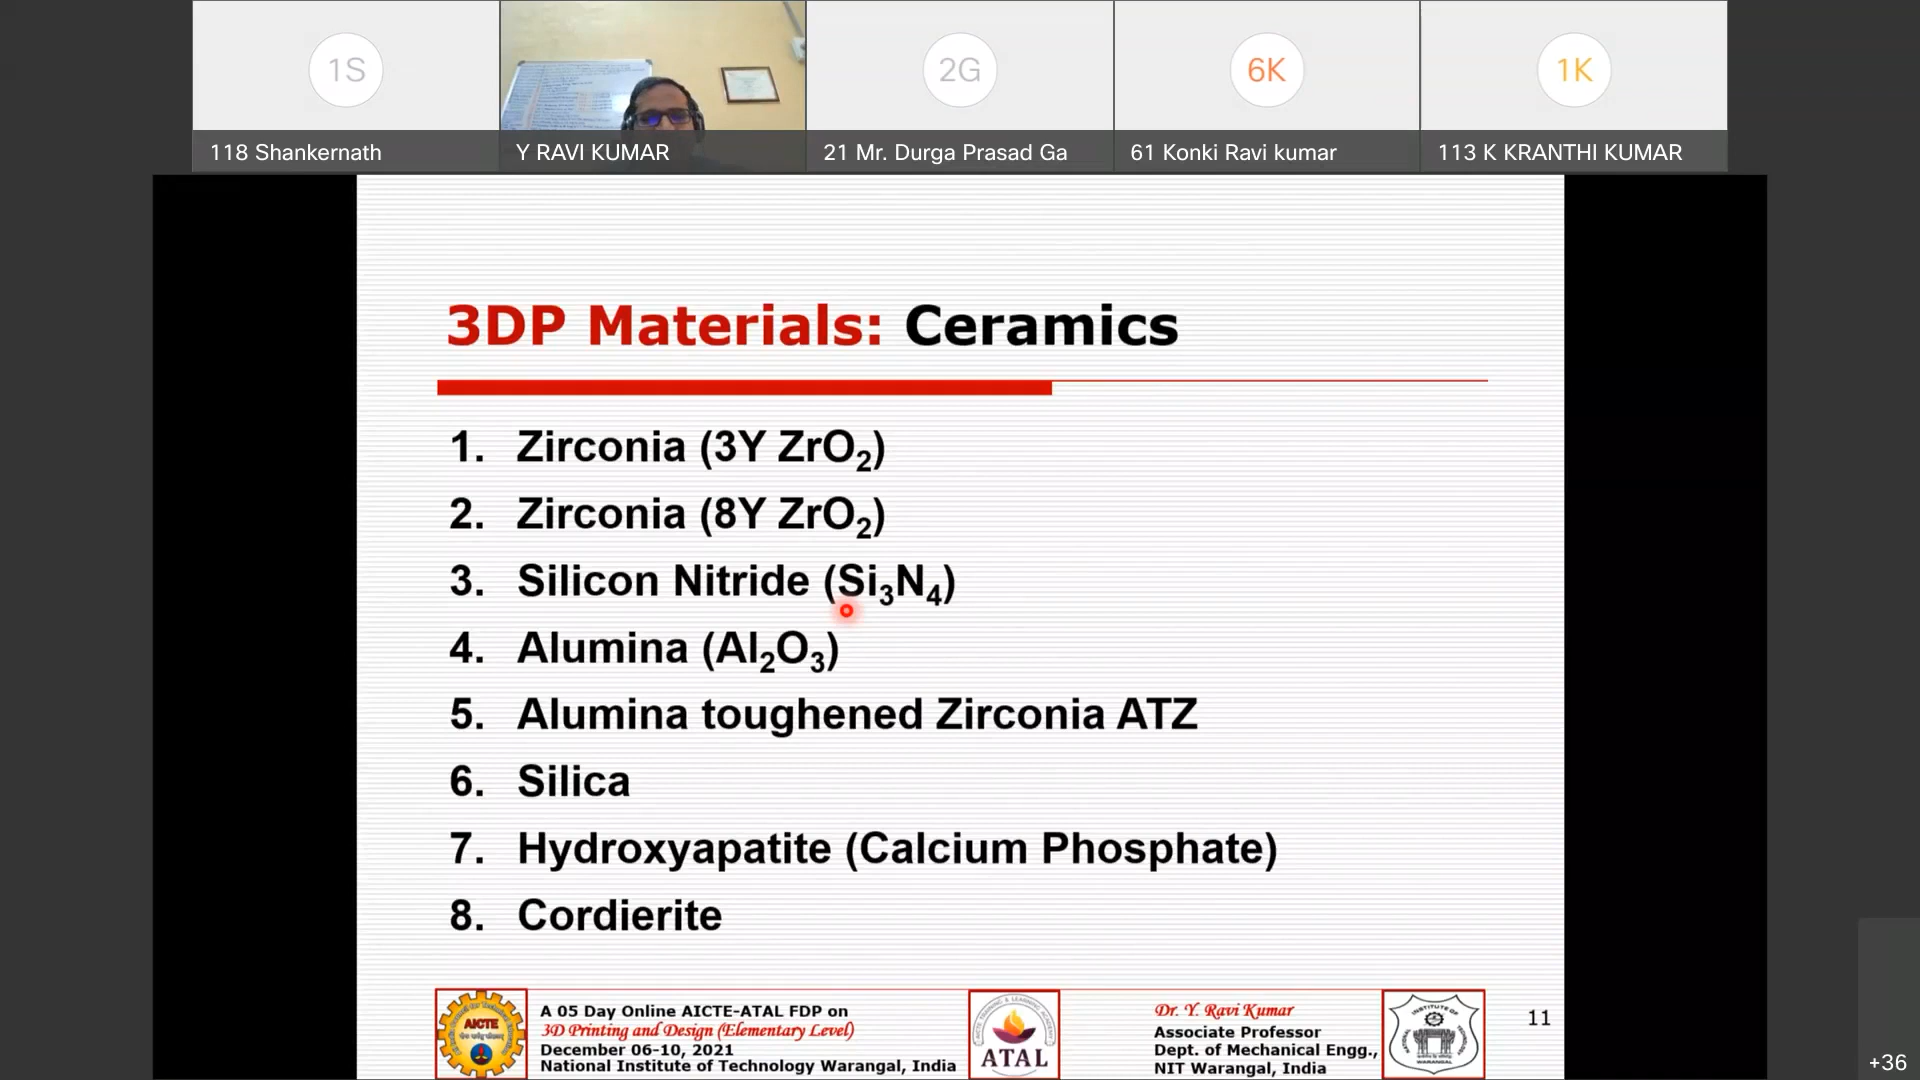 1S
2G
6K
1K
118 Shankernath
Y RAVI KUMAR
21 Mr. Durga Prasad Ga
61 Konki Ravi kumar
113 K KRANTHI KUMAR
3DP Materials: Ceramics
1. Zirconia (3Y ZrO₂)
2. Zirconia (8Y ZrO₂)
3. Silicon Nitride (Si₃N₄)
4. Alumina (Al₂O₃)
5. Alumina toughened Zirconia ATZ
6. Silica
7. Hydroxyapatite (Calcium Phosphate)
8. Cordierite
AICTE
A 05 Day Online AICTE-ATAL FDP on
3D Printing and Design (Elementary Level)
December 06-10, 2021
National Institute of Technology Warangal, India
ATAL
Dr. Y. Ravi Kumar
Associate Professor
Dept. of Mechanical Engg.,
NIT Warangal, India
INSTITUTE OF
WARANGAL
11
+36